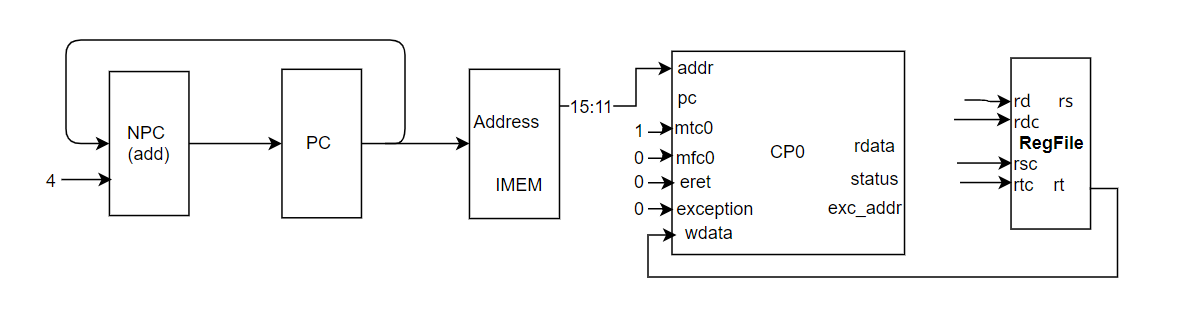 NPC
(add)
4
PC
Address
IMEM
15:11
addr
pc
1
mtc0
0
mfc0
0
eret
0
exception
wdata
CP0
rdata
status
exc_addr
rd rs
rdc
RegFile
rsc
rtc rt